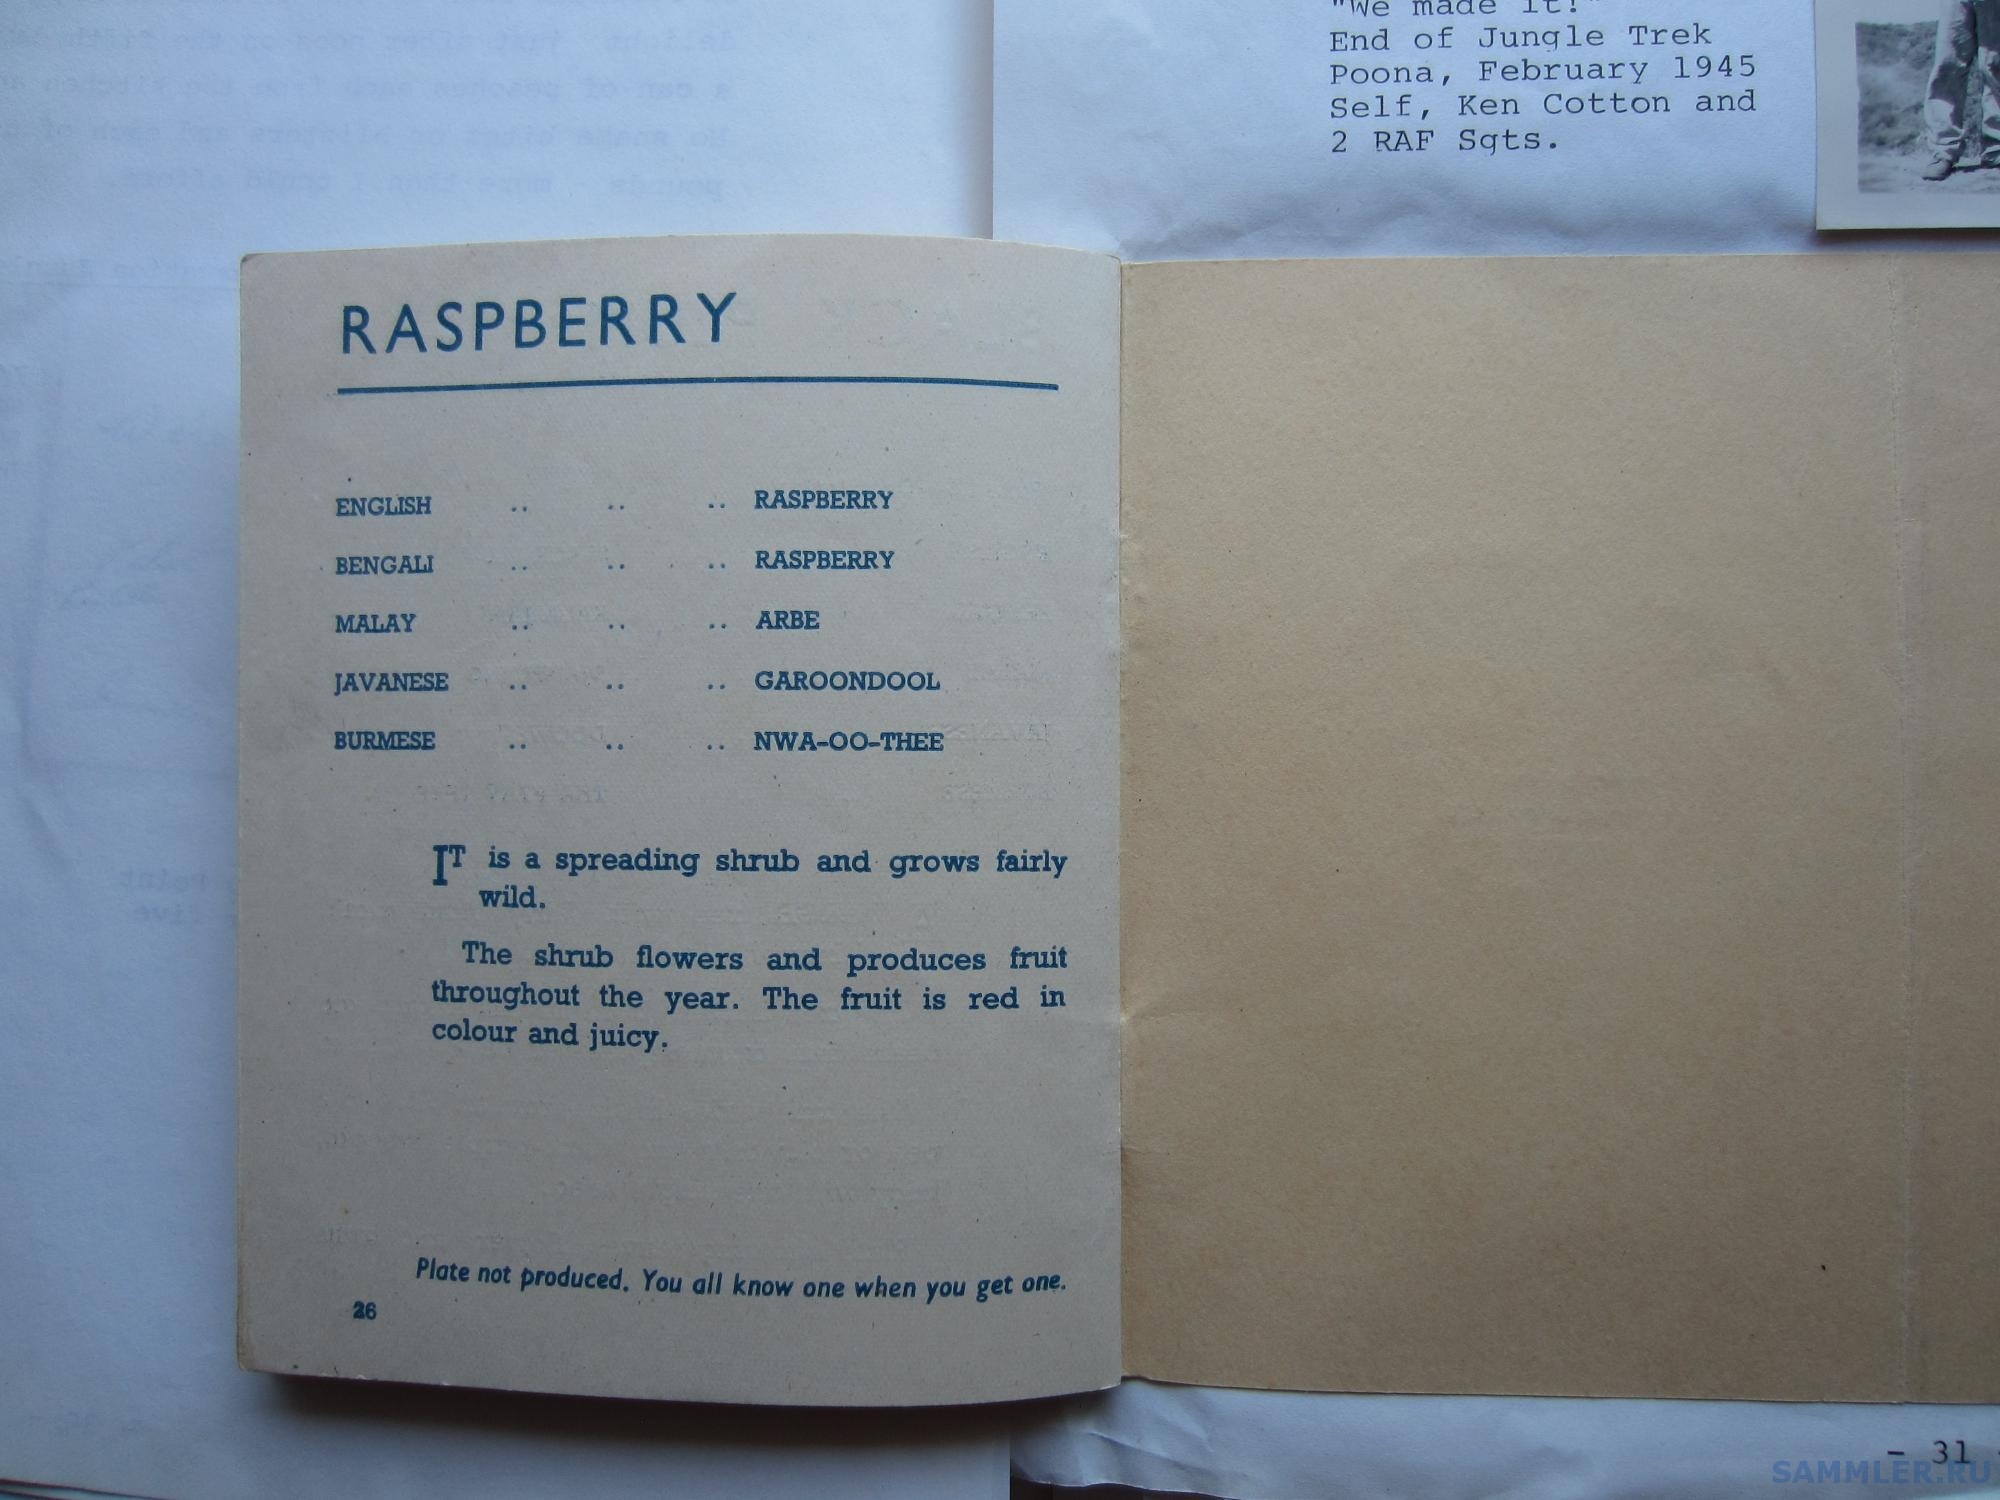 "We made it!"
End of Jungle Trek
Poona, February 1945
Self, Ken Cotton and
2 RAF Sgts.
RASPBERRY
ENGLISH .. .. .. RASPBERRY
BENGALI .. .. .. RASPBERRY
MALAY .. .. .. ARBE
JAVANESE .. .. .. GAROONDOOL
BURMESE .. .. .. NWA-OO-THEE
IT is a spreading shrub and grows fairly
wild.
The shrub flowers and produces fruit
throughout the year. The fruit is red in
colour and juicy.
Plate not produced. You all know one when you get one.
26
- 31
SAMMLER.RU